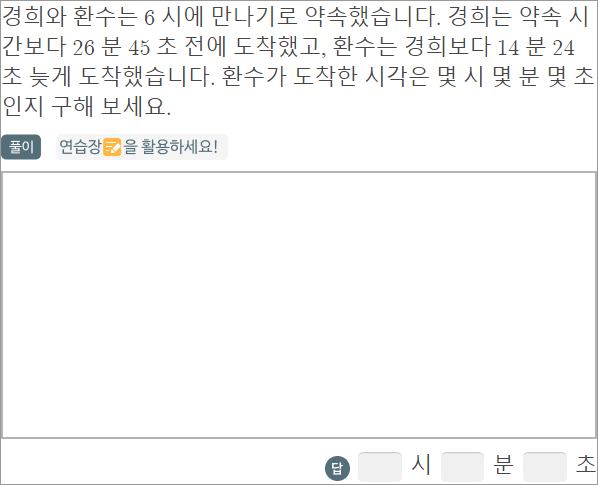 경희와 환수는 6 시에 만나기로 약속했습니다. 경희는 약속 시
간보다 26 분 45 초 전에 도착했고, 환수는 경희보다 14 분 24
초 늦게 도착했습니다. 환수가 도착한 시각은 몇 시 몇 분 몇 초
인지 구해 보세요.
풀이 연습장📝을 활용하세요!
답 시 분 초